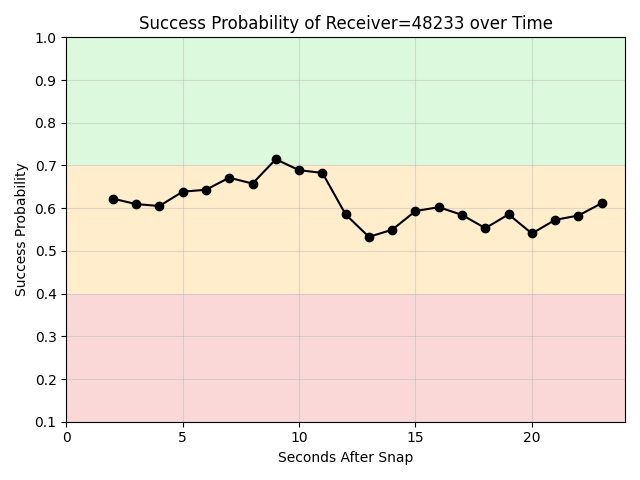 Success Probability of Receiver=48233 over Time
1.0
0.9
0.8
0.7
0.6
0.5
0.4
0.3
0.2
0.1
Success Probability
0 5 10 15 20
Seconds After Snap